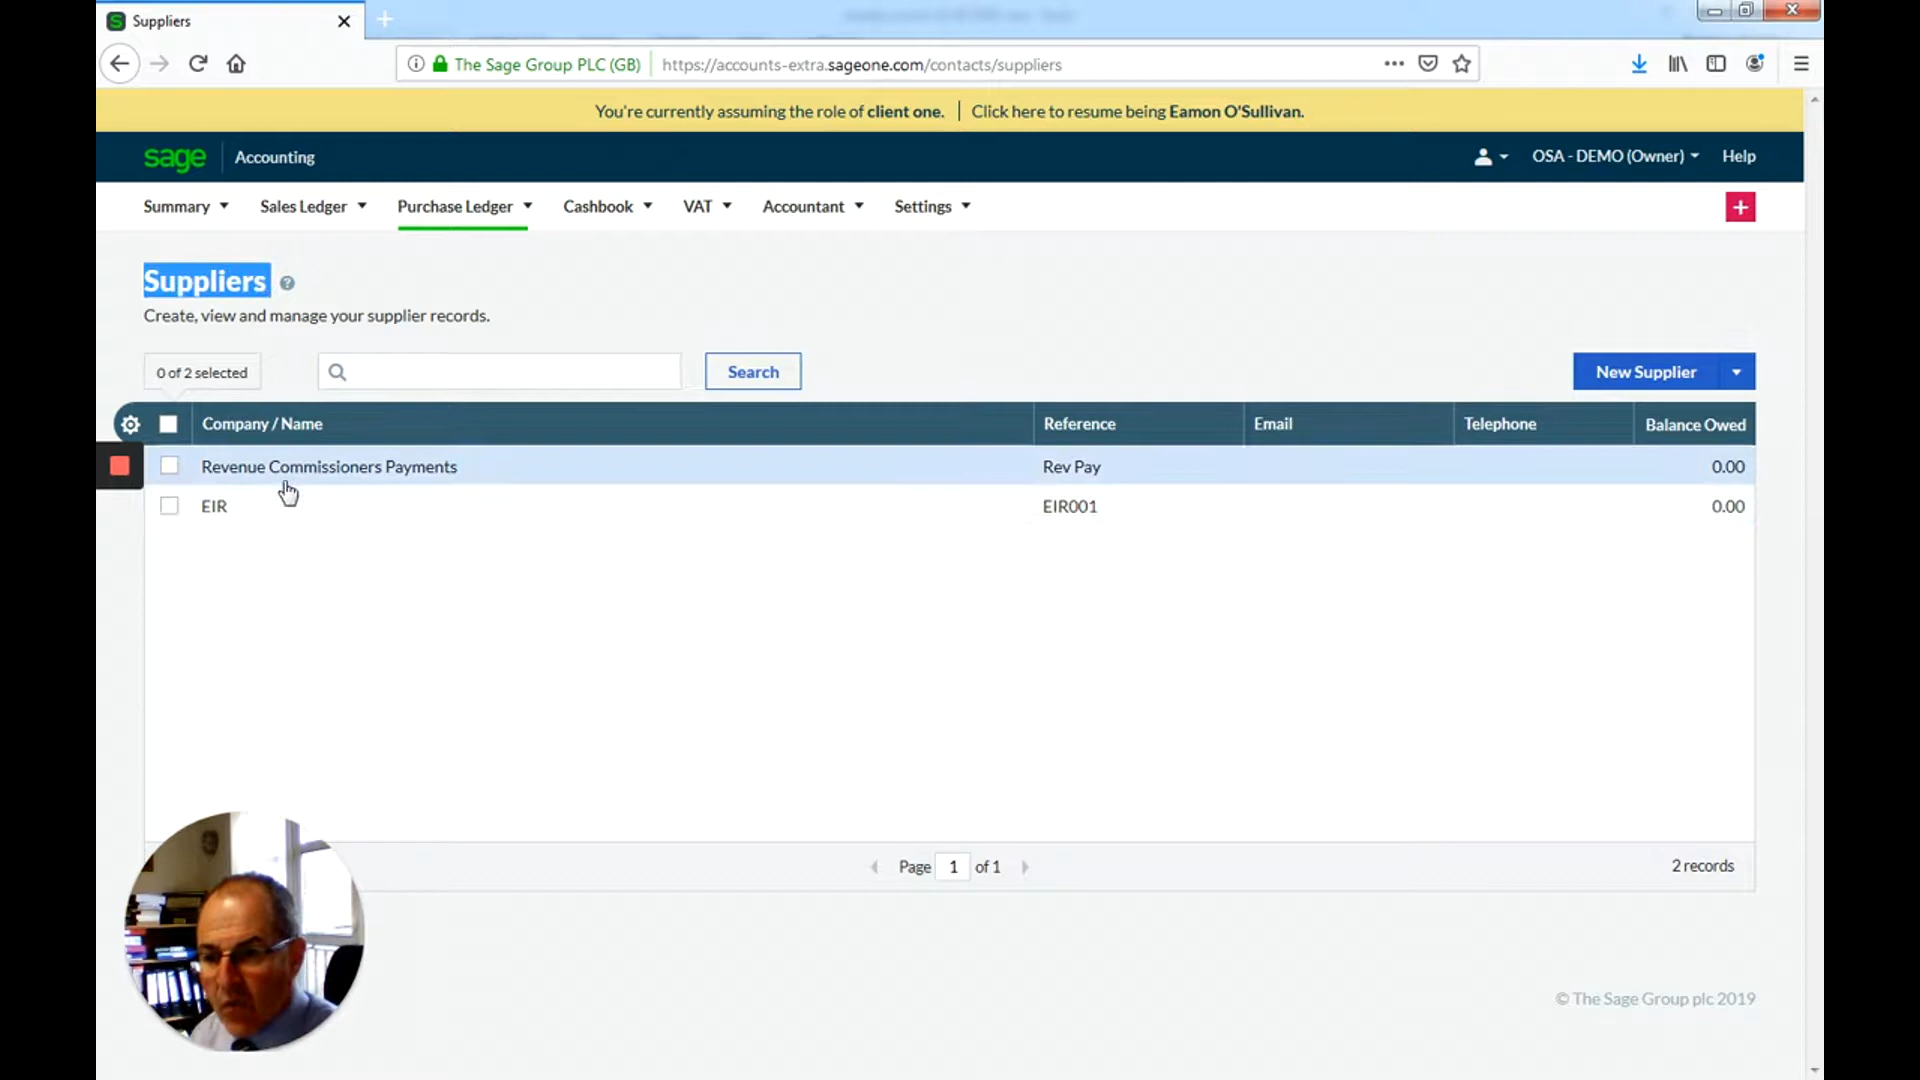 Suppliers
The Sage Group PLC (GB) https://accounts-extra.sageone.com/contacts/suppliers
You're currently assuming the role of client one. | Click here to resume being Eamon O'Sullivan.
sage Accounting OSA - DEMO (Owner) Help
Summary Sales Ledger Purchase Ledger Cashbook VAT Accountant Settings +
Suppliers ?
Create, view and manage your supplier records.
0 of 2 selected Search New Supplier
Company / Name Reference Email Telephone Balance Owed
Revenue Commissioners Payments Rev Pay 0.00
EIR EIR001 0.00
Page 1 of 1 2 records
© The Sage Group plc 2019